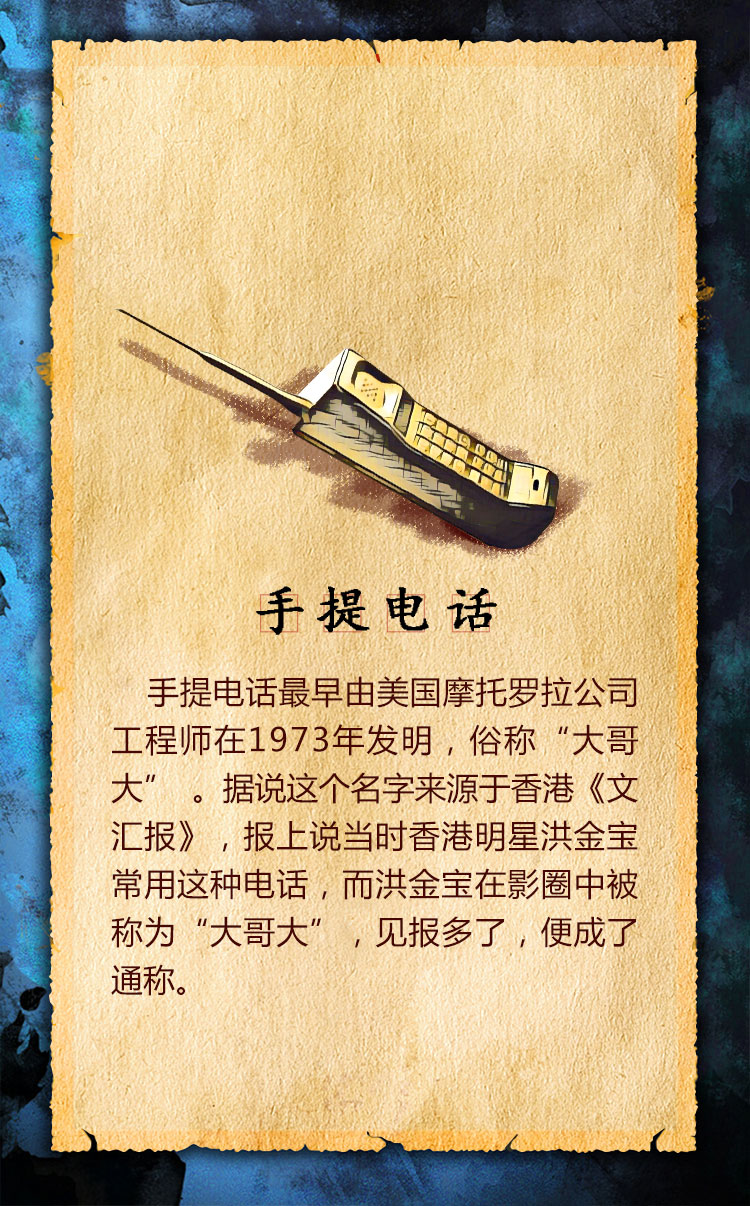 手提电话
手提电话最早由美国摩托罗拉公司
工程师在1973年发明，俗称“大哥
大” 。据说这个名字来源于香港《文
汇报》，报上说当时香港明星洪金宝
常用这种电话，而洪金宝在影圈中被
称为“大哥大”，见报多了，便成了
通称。